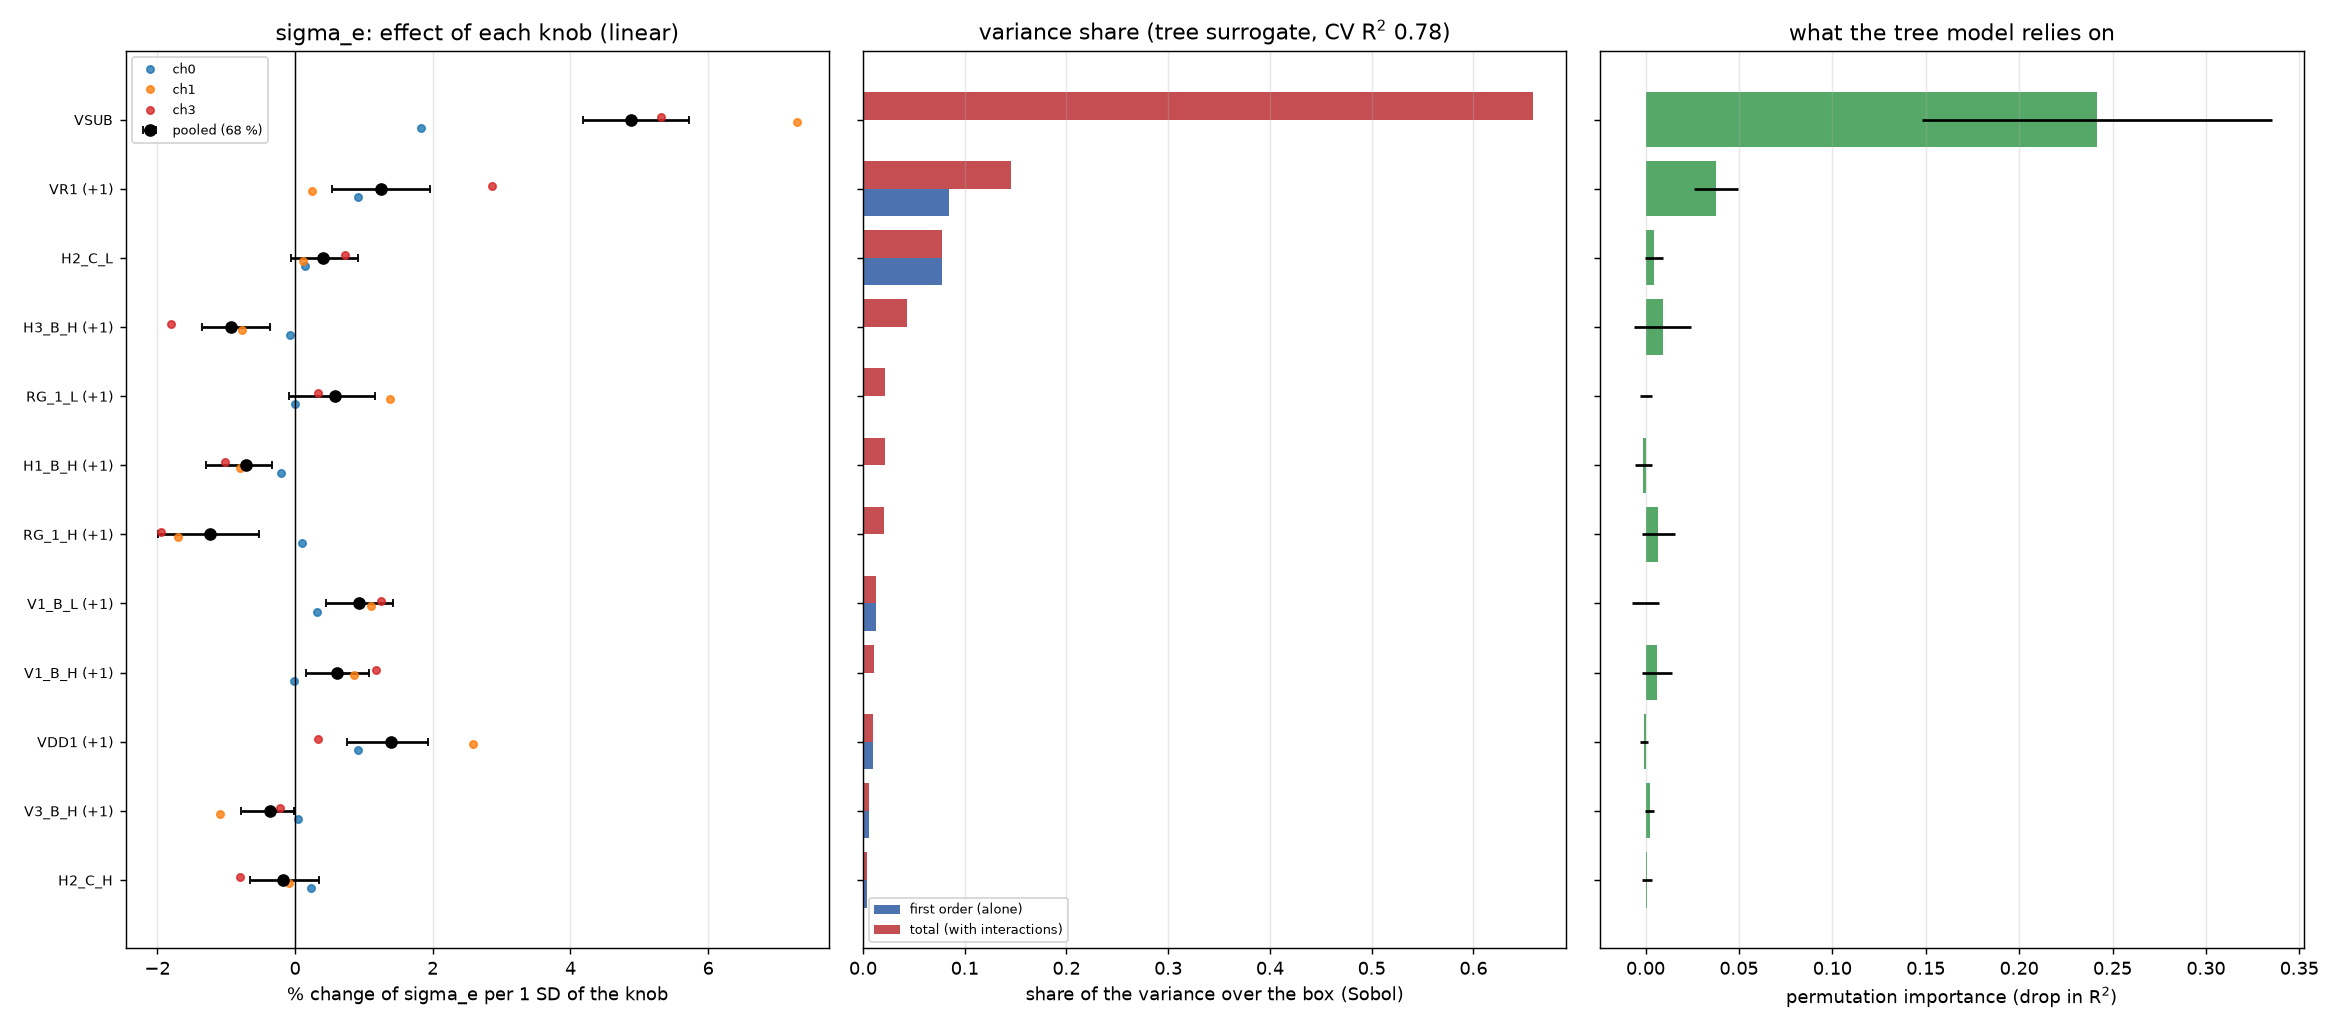 sigma_e: effect of each knob (linear)
ch0
ch1
ch3
pooled (68 %)
VSUB
VR1 (+1)
H2_C_L
H3_B_H (+1)
RG_1_L (+1)
H1_B_H (+1)
RG_1_H (+1)
V1_B_L (+1)
V1_B_H (+1)
VDD1 (+1)
V3_B_H (+1)
H2_C_H
−2 0 2 4 6
% change of sigma_e per 1 SD of the knob
variance share (tree surrogate, CV R² 0.78)
first order (alone)
total (with interactions)
0.0 0.1 0.2 0.3 0.4 0.5 0.6
share of the variance over the box (Sobol)
what the tree model relies on
0.00 0.05 0.10 0.15 0.20 0.25 0.30 0.35
permutation importance (drop in R²)